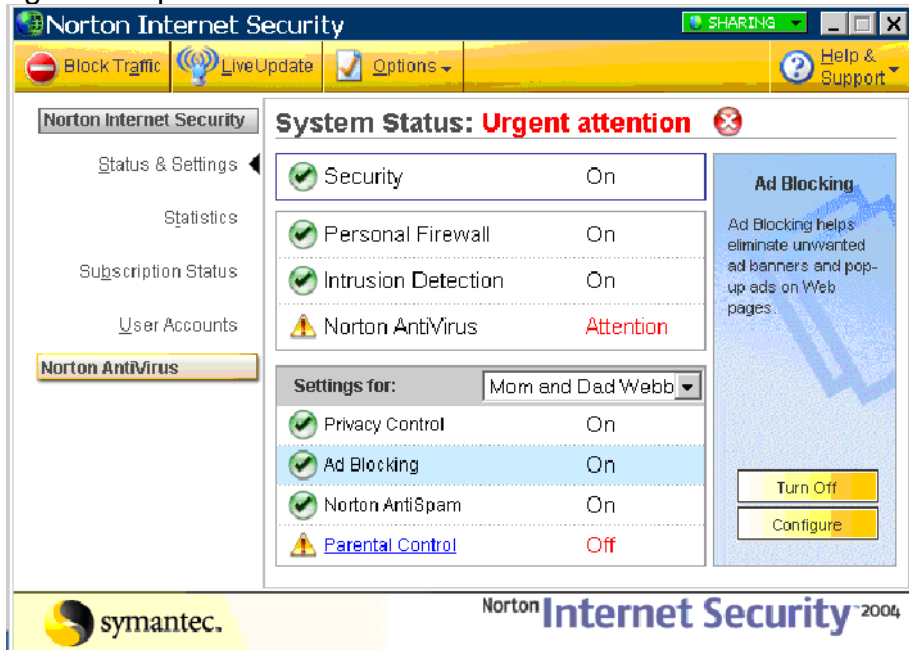 Norton Internet Security SHARING
Block Traffic LiveUpdate Options Help & Support
Norton Internet Security
Status & Settings
Statistics
Subscription Status
User Accounts
Norton AntiVirus
System Status: Urgent attention
Security On
Personal Firewall On
Intrusion Detection On
Norton AntiVirus Attention
Settings for: Mom and Dad Webb
Privacy Control On
Ad Blocking On
Norton AntiSpam On
Parental Control Off
Ad Blocking
Ad Blocking helps
eliminate unwanted
ad banners and pop-
up ads on Web
pages.
Turn Off
Configure
symantec.
Norton Internet Security 2004